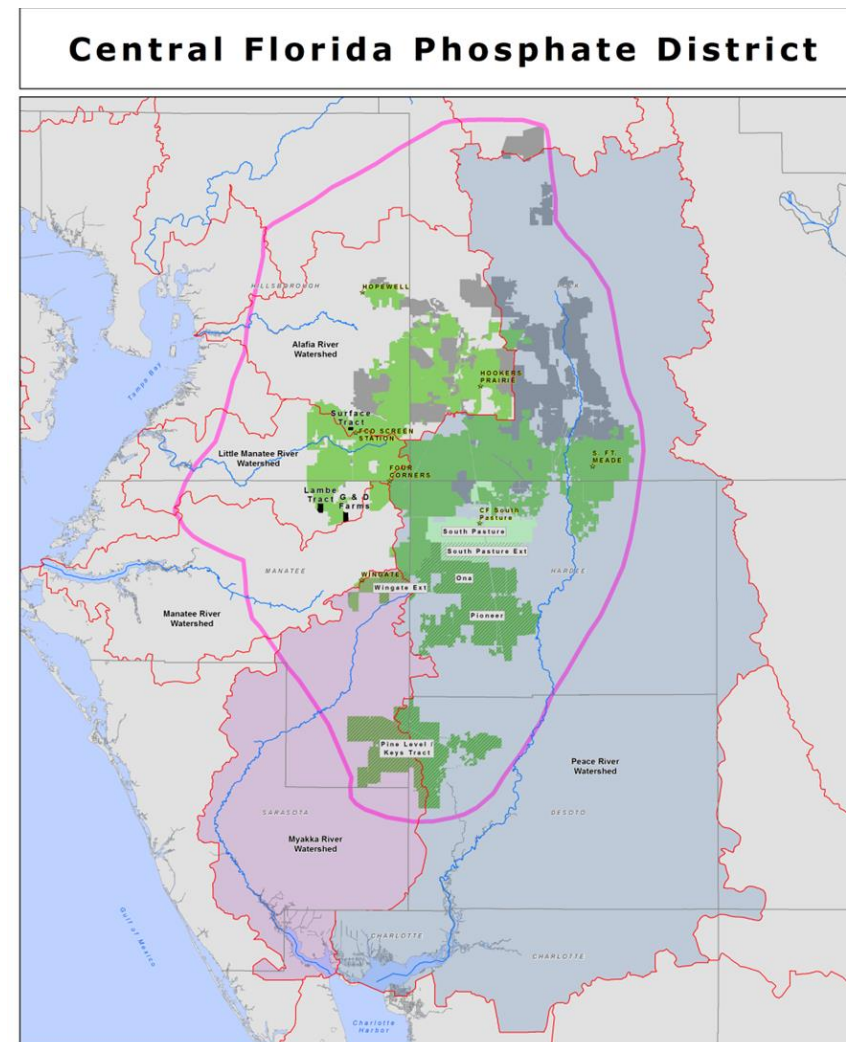 Central Florida Phosphate District
HILLSBOROUGH
HOPEWELL
POLK
Alafia River
Watershed
Tampa Bay
HOOKERS
PRAIRIE
Surface
Tract
FCO SCREEN
STATION
Little Manatee River
Watershed
S. FT.
MEADE
FOUR
CORNERS
Lambe
Tract
G & D
Farms
CF South
Pasture
South Pasture
South Pasture Ext
MANATEE
WINGATE
Wingate Ext
Ona
HARDEE
Manatee River
Watershed
Pioneer
Pine Level /
Keys Tract
Peace River
Watershed
SARASOTA
DESOTO
Myakka River
Watershed
Gulf of Mexico
CHARLOTTE
CHARLOTTE
Charlotte
Harbor